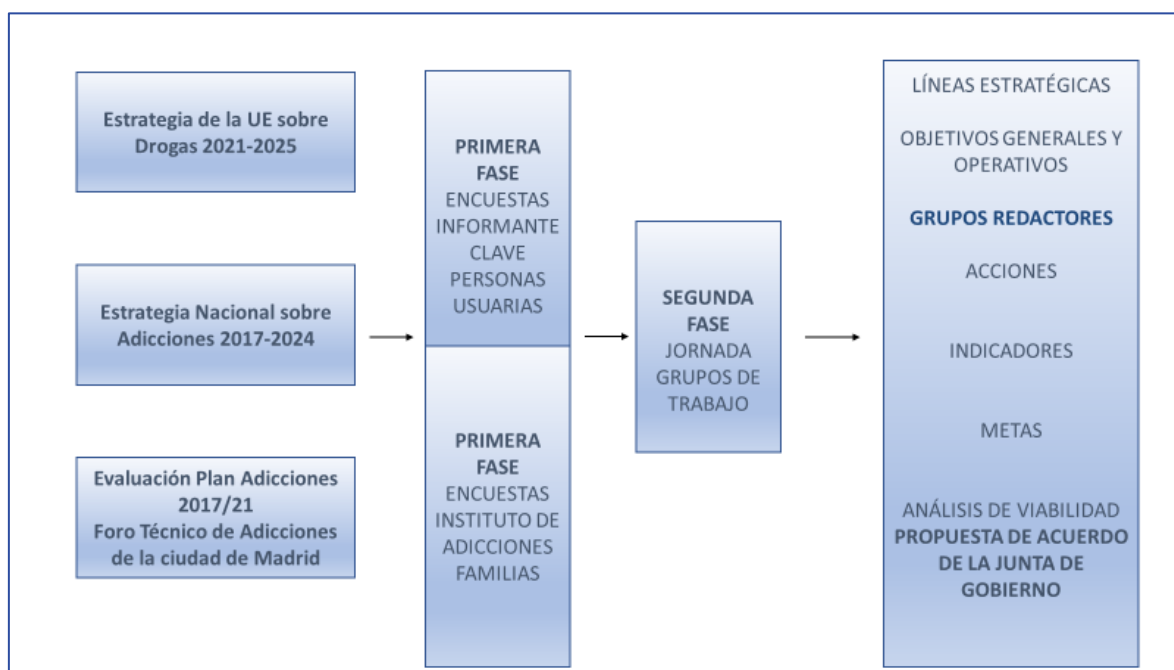 Estrategia de la UE sobre
Drogas 2021-2025
Estrategia Nacional sobre
Adicciones 2017-2024
Evaluación Plan Adicciones
2017/21
Foro Técnico de Adicciones
de la ciudad de Madrid
PRIMERA
FASE
ENCUESTAS
INFORMANTE
CLAVE
PERSONAS
USUARIAS
PRIMERA
FASE
ENCUESTAS
INSTITUTO DE
ADICCIONES
FAMILIAS
SEGUNDA
FASE
JORNADA
GRUPOS DE
TRABAJO
LÍNEAS ESTRATÉGICAS
OBJETIVOS GENERALES Y
OPERATIVOS
GRUPOS REDACTORES
ACCIONES
INDICADORES
METAS
ANÁLISIS DE VIABILIDAD
PROPUESTA DE ACUERDO
DE LA JUNTA DE
GOBIERNO